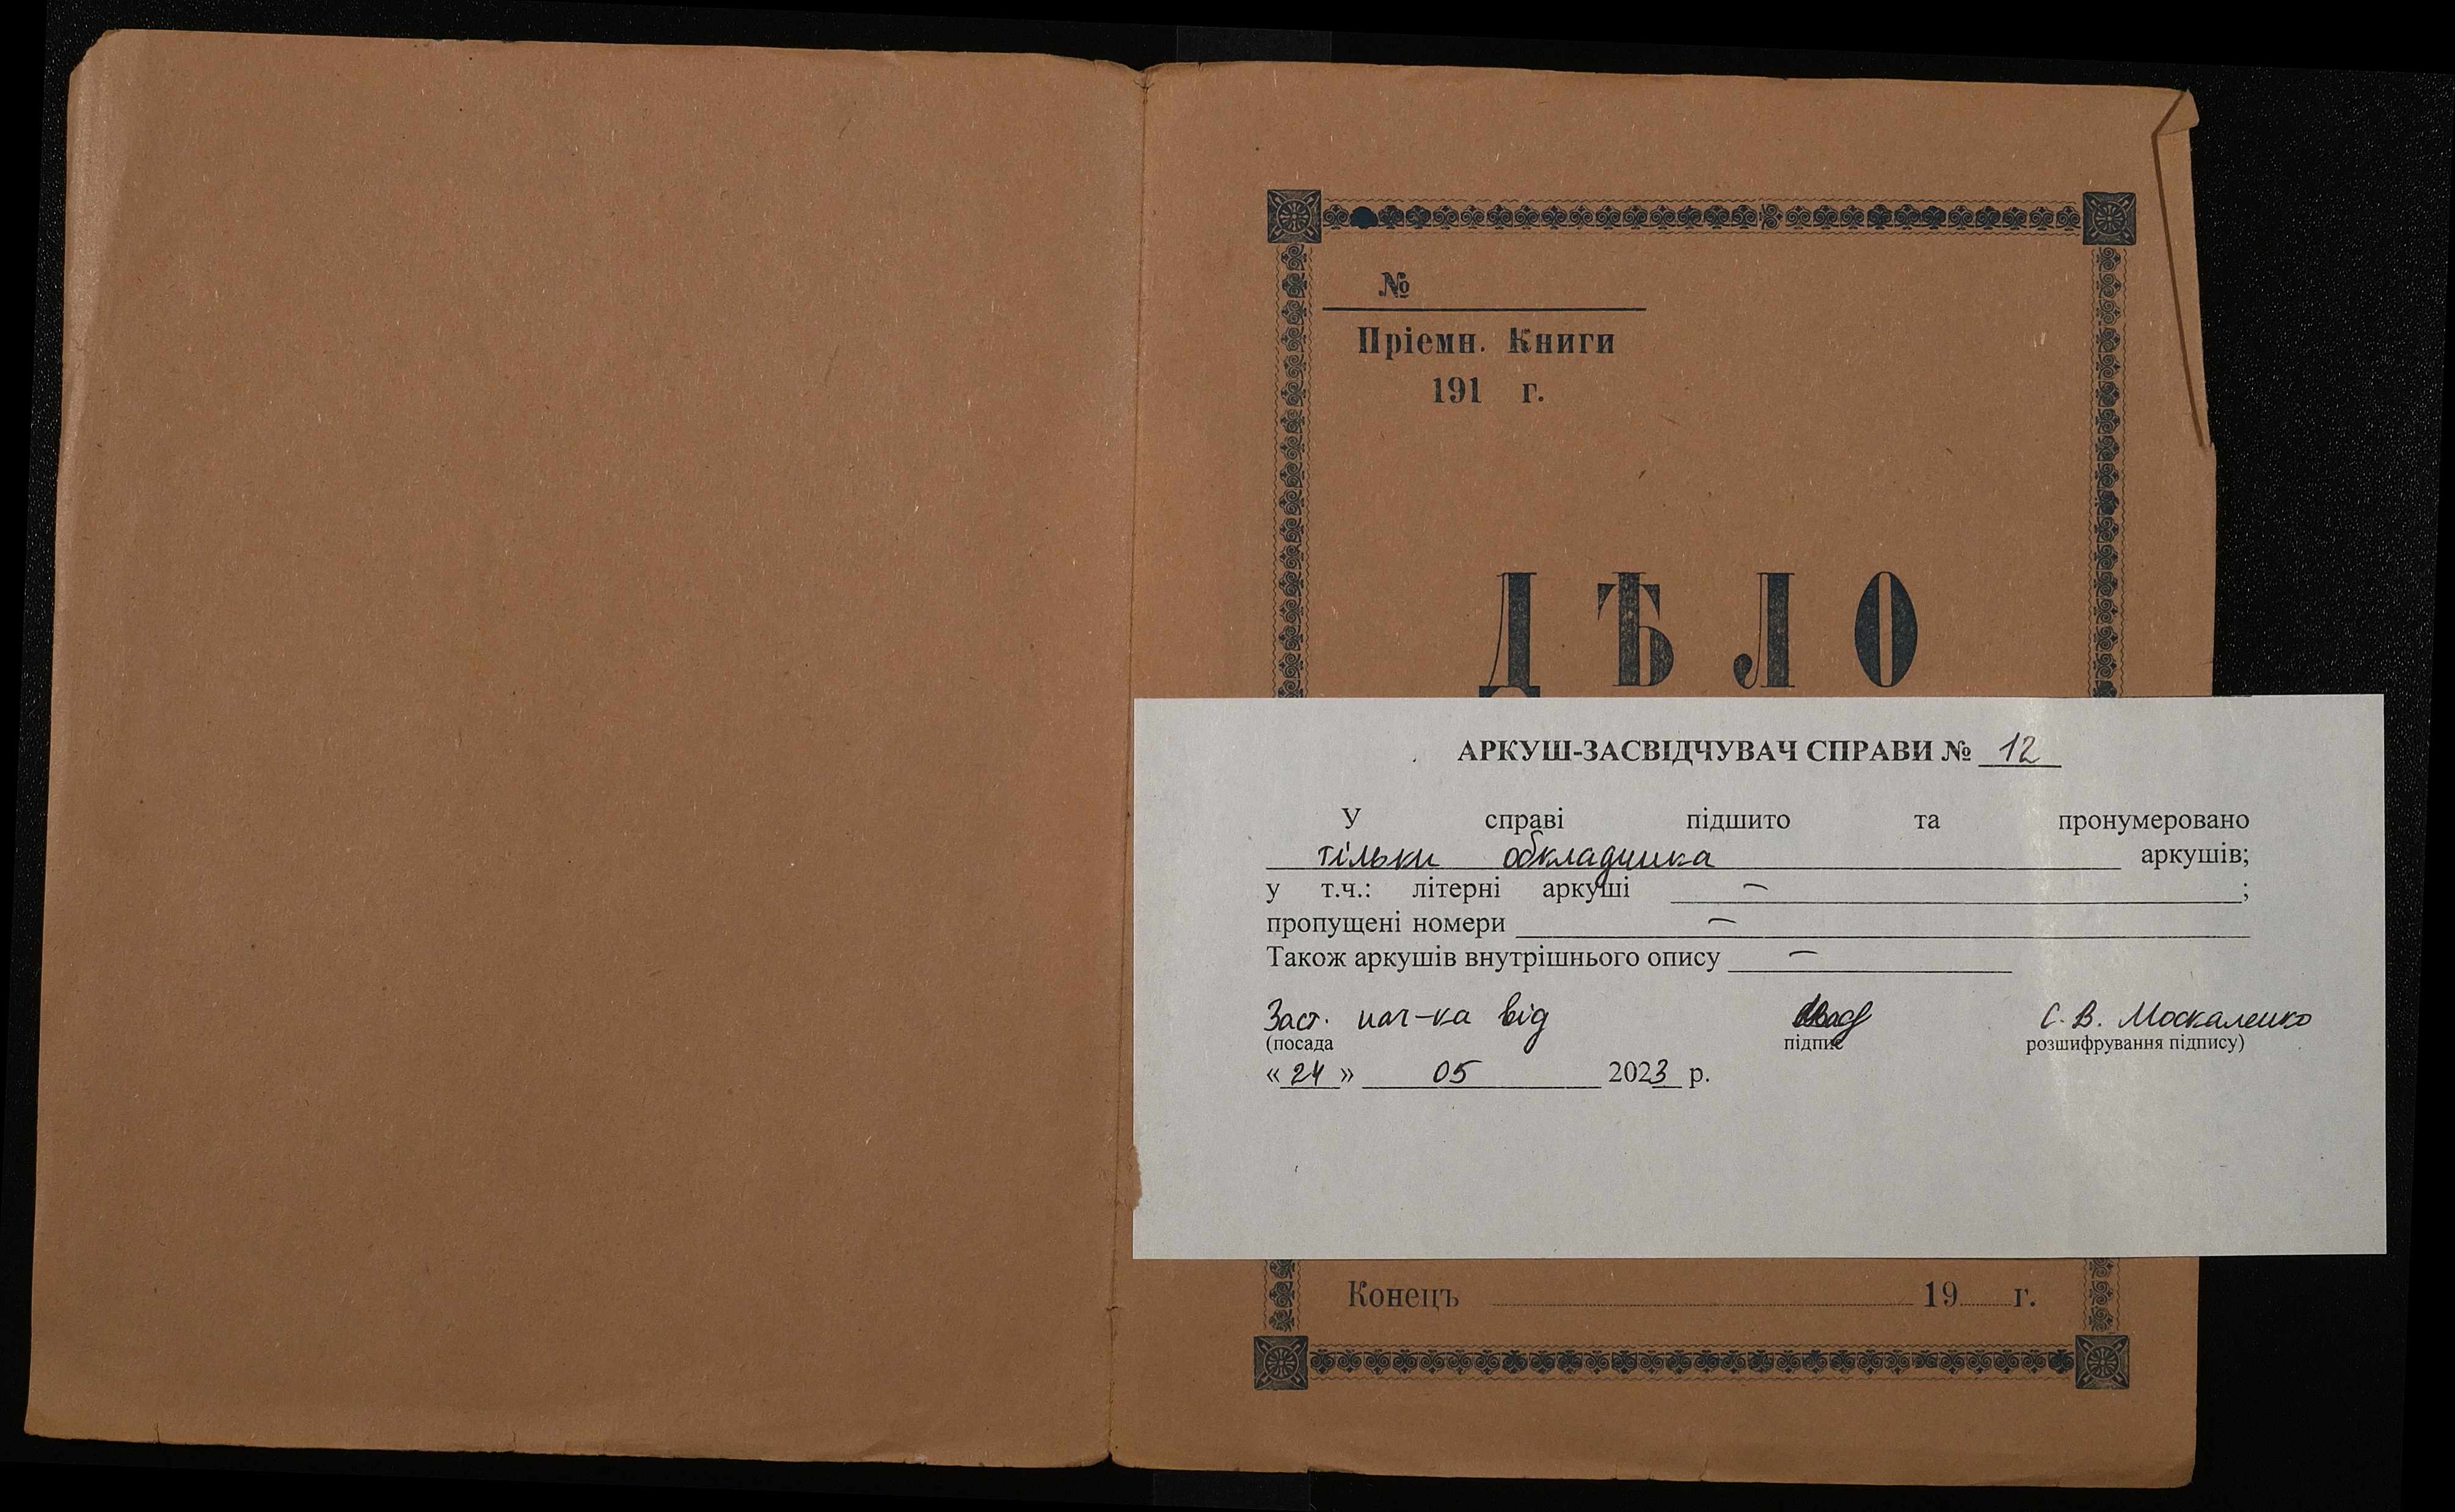 №
Пріемн. Книги
191 г.
ДѢЛО
АРКУШ-ЗАСВІДЧУВАЧ СПРАВИ № 12
У справі підшито та пронумеровано
тільки обкладинка аркушів;
у т.ч.: літерні аркуші – ;
пропущені номери –
Також аркушів внутрішнього опису –
Заст. нач-ка від С. В. Москаленко
(посада підпис розшифрування підпису)
« 24 » 05 2023 р.
Конецъ 19 г.